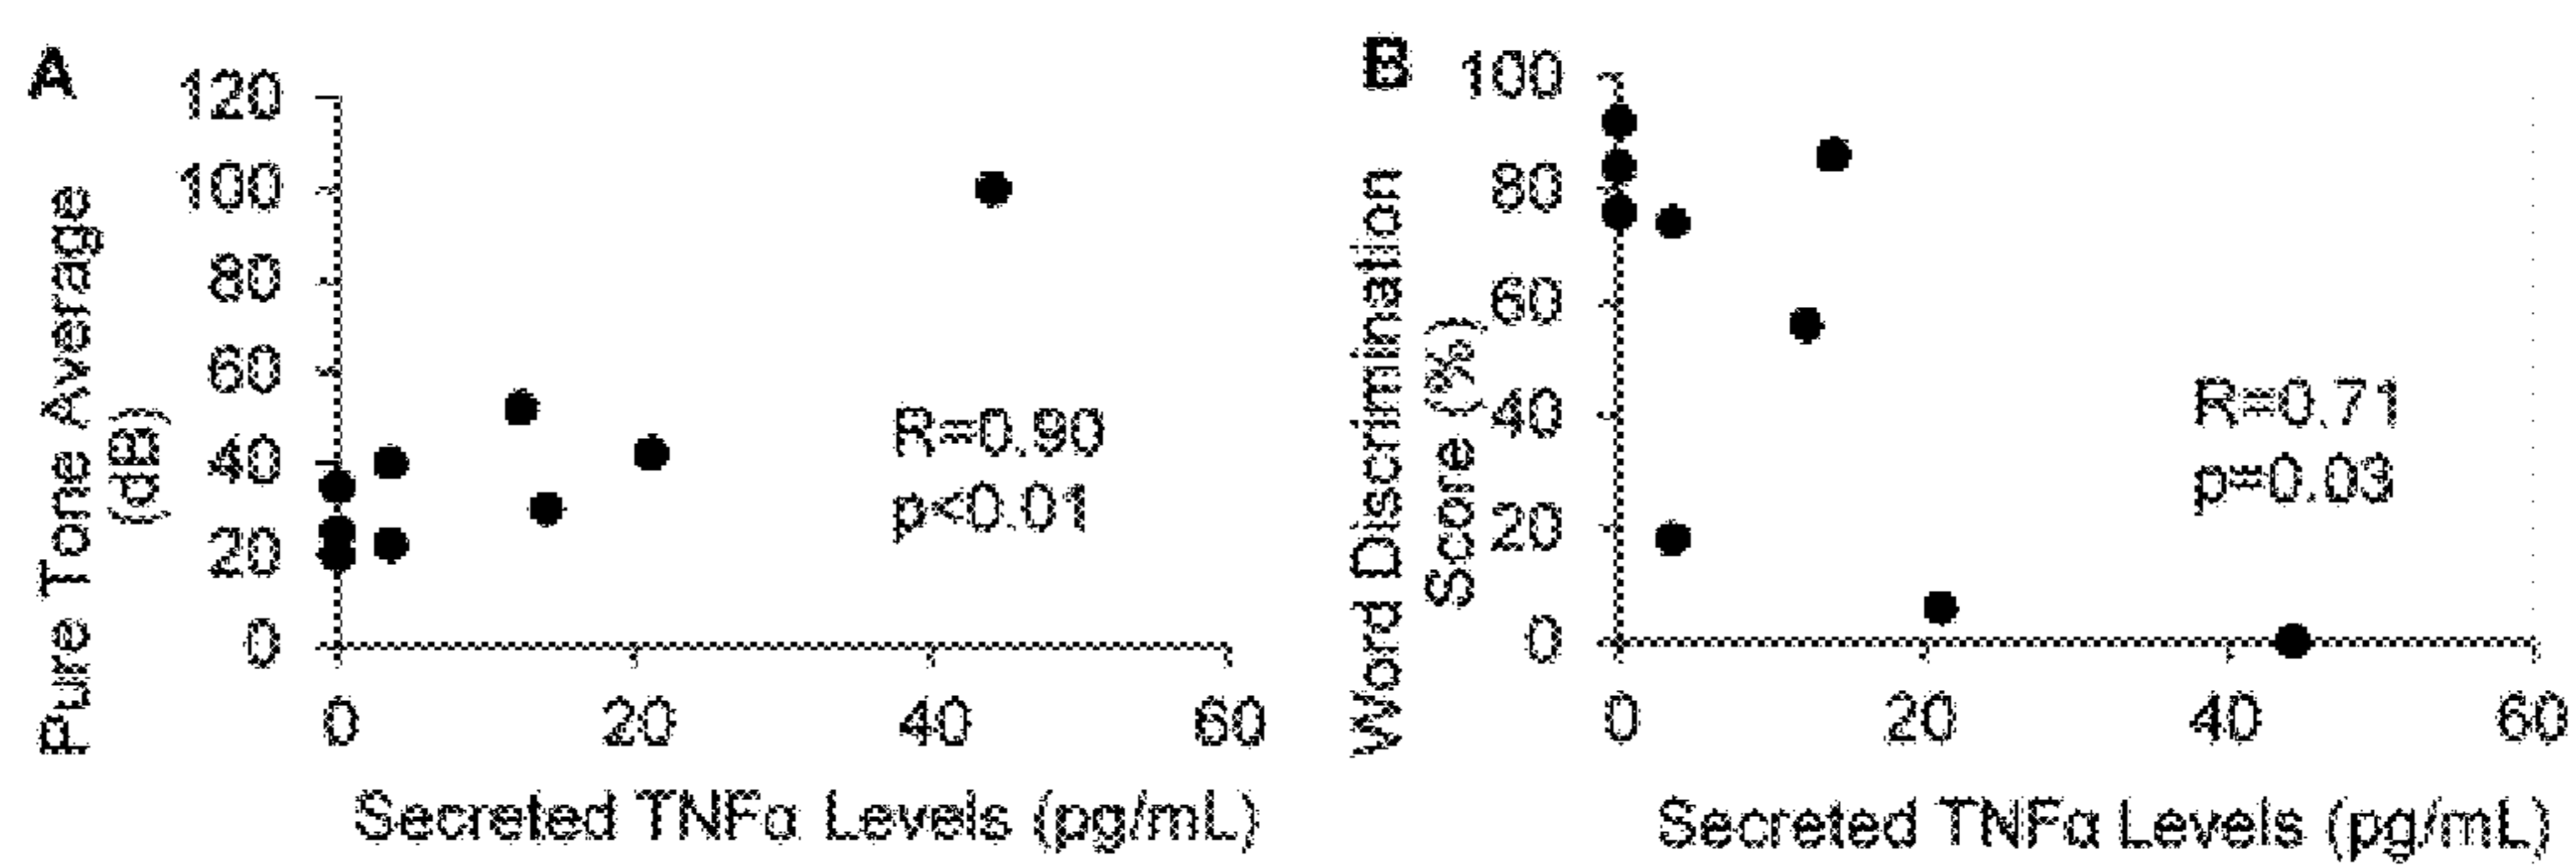 A
120
100
80
60
40
20
0
Pure Tone Average
(dB)
R=0.90
p<0.01
0 20 40 60
Secreted TNFα Levels (pg/mL)
B
100
80
60
40
20
0
Word Discrimination
Score (%)
R=0.71
p=0.03
0 20 40 60
Secreted TNFα Levels (pg/mL)